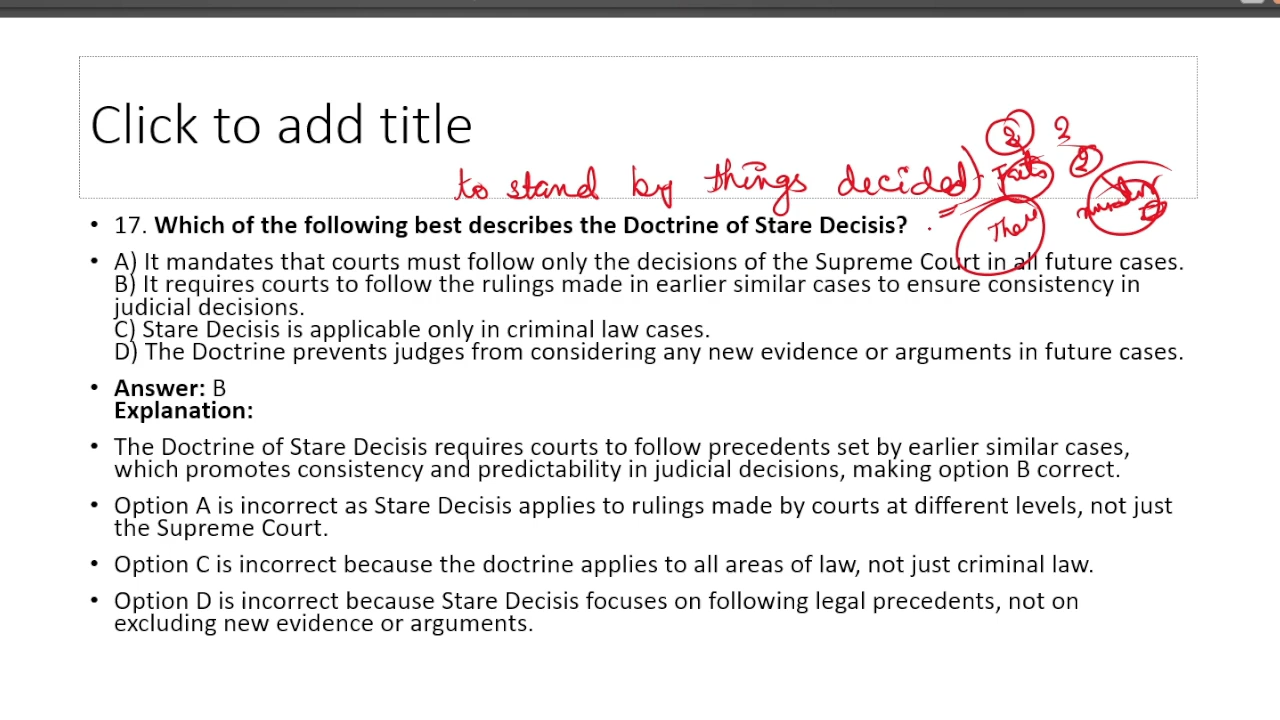 Click to add title
2 2
2
to stand by things decided) Facts
• 17. Which of the following best describes the Doctrine of Stare Decisis?
• A) It mandates that courts must follow only the decisions of the Supreme Court in all future cases.
B) It requires courts to follow the rulings made in earlier similar cases to ensure consistency in
judicial decisions.
C) Stare Decisis is applicable only in criminal law cases.
D) The Doctrine prevents judges from considering any new evidence or arguments in future cases.
• Answer: B
Explanation:
• The Doctrine of Stare Decisis requires courts to follow precedents set by earlier similar cases,
which promotes consistency and predictability in judicial decisions, making option B correct.
• Option A is incorrect as Stare Decisis applies to rulings made by courts at different levels, not just
the Supreme Court.
• Option C is incorrect because the doctrine applies to all areas of law, not just criminal law.
• Option D is incorrect because Stare Decisis focuses on following legal precedents, not on
excluding new evidence or arguments.